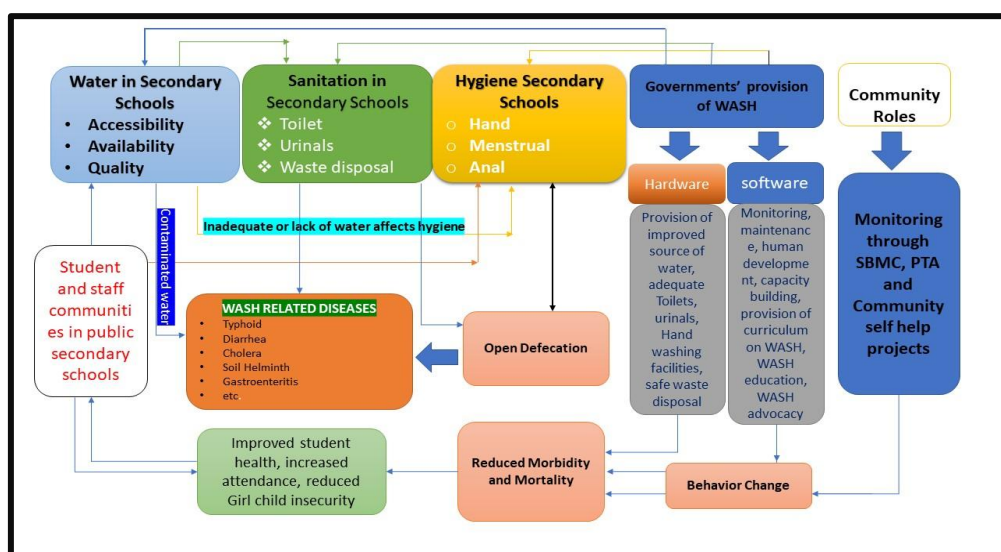 Water in Secondary
Schools
• Accessibility
• Availability
• Quality
Sanitation in
Secondary Schools
❖ Toilet
❖ Urinals
❖ Waste disposal
Hygiene Secondary
Schools
o Hand
o Menstrual
o Anal
Governments' provision
of WASH
Community
Roles
Hardware
software
Provision of
improved
source of
water,
adequate
Toilets,
urinals,
Hand
washing
facilities,
safe waste
disposal
Monitoring,
maintenanc
e, human
developme
nt, capacity
building,
provision of
curriculum
on WASH,
WASH
education,
WASH
advocacy
Monitoring
through
SBMC, PTA
and
Community
self help
projects
Contaminated water
Inadequate or lack of water affects hygiene
Student
and staff
communiti
es in public
secondary
schools
WASH RELATED DISEASES
• Typhoid
• Diarrhea
• Cholera
• Soil Helminth
• Gastroenteritis
• etc.
Open Defecation
Improved student
health, increased
attendance, reduced
Girl child insecurity
Reduced Morbidity
and Mortality
Behavior Change